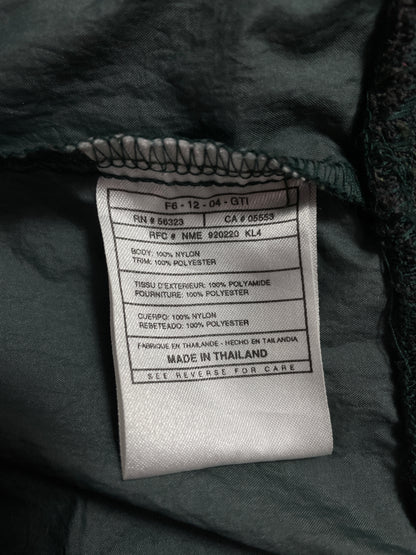 F6 - 12 - 04 - GTI
RN # 56323 CA # 05553
RFC # NME 920220 KL4
BODY: 100% NYLON
TRIM: 100% POLYESTER
TISSU D'EXTERIEUR: 100% POLYAMIDE
FOURNITURE: 100% POLYESTER
CUERPO: 100% NYLON
REBETEADO: 100% POLYESTER
FABRIQUE EN THAILANDE - HECHO EN TAILANDIA
MADE IN THAILAND
SEE REVERSE FOR CARE